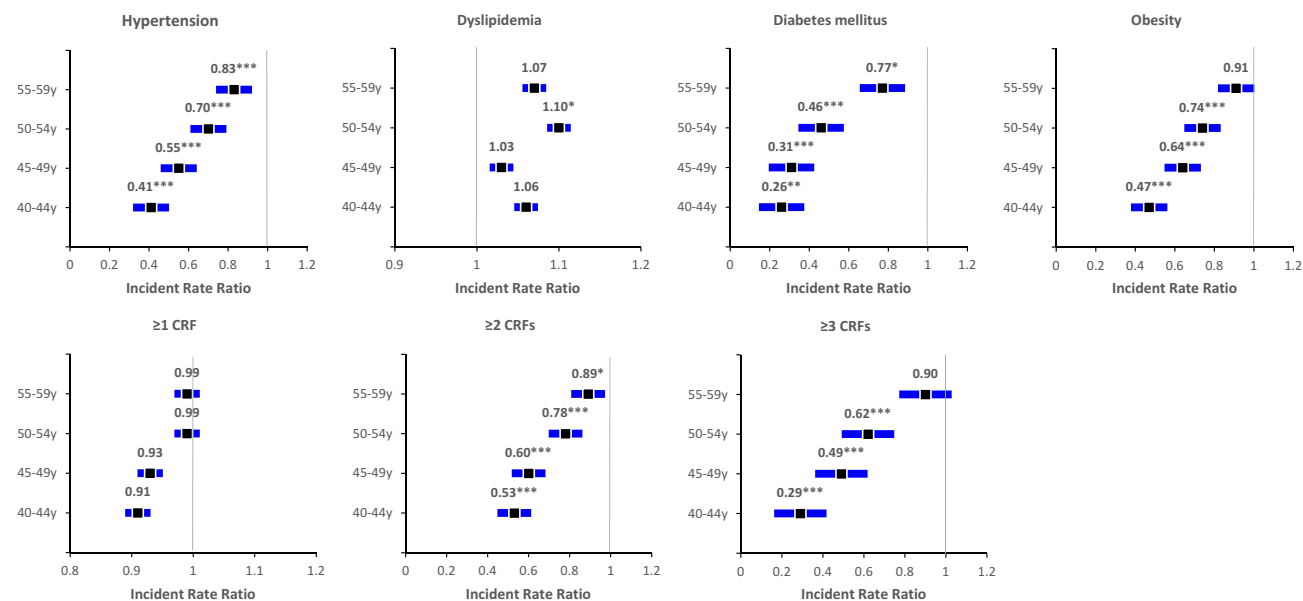 Hypertension
55-59y
50-54y
45-49y
40-44y
0.83***
0.70***
0.55***
0.41***
0 0.2 0.4 0.6 0.8 1 1.2
Incident Rate Ratio
Dyslipidemia
55-59y
50-54y
45-49y
40-44y
1.07
1.10*
1.03
1.06
0.9 1 1.1 1.2
Incident Rate Ratio
Diabetes mellitus
55-59y
50-54y
45-49y
40-44y
0.77*
0.46***
0.31***
0.26**
0 0.2 0.4 0.6 0.8 1 1.2
Incident Rate Ratio
Obesity
55-59y
50-54y
45-49y
40-44y
0.91
0.74***
0.64***
0.47***
0 0.2 0.4 0.6 0.8 1 1.2
Incident Rate Ratio
≥1 CRF
55-59y
50-54y
45-49y
40-44y
0.99
0.99
0.93
0.91
0.8 0.9 1 1.1 1.2
Incident Rate Ratio
≥2 CRFs
55-59y
50-54y
45-49y
40-44y
0.89*
0.78***
0.60***
0.53***
0 0.2 0.4 0.6 0.8 1 1.2
Incident Rate Ratio
≥3 CRFs
55-59y
50-54y
45-49y
40-44y
0.90
0.62***
0.49***
0.29***
0 0.2 0.4 0.6 0.8 1 1.2
Incident Rate Ratio